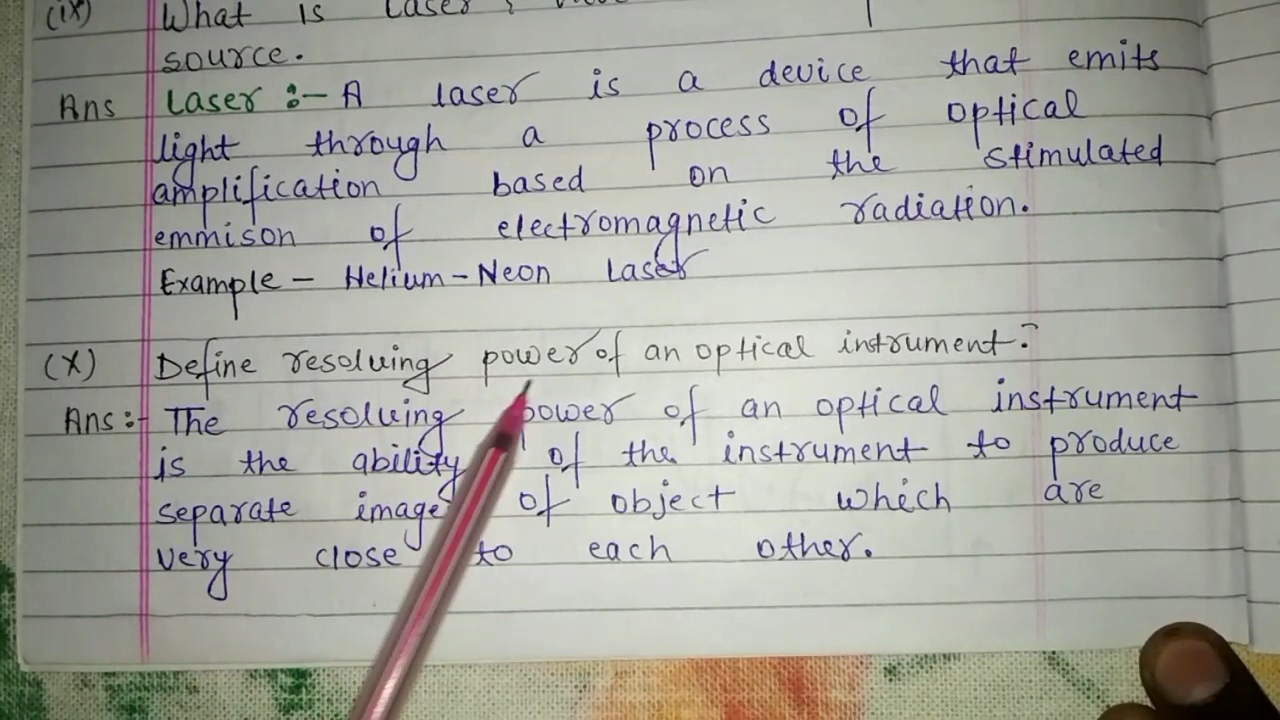 (ix) What is Laser ?
source.
Ans Laser :- A laser is a device that emits
light through a process of optical
amplification based on the stimulated
emmison of electromagnetic radiation.
Example - Helium-Neon Laser
(X) Define resolving power of an optical instrument?
Ans:- The resolving power of an optical instrument
is the ability of the instrument to produce
separate image of object which are
very close to each other.